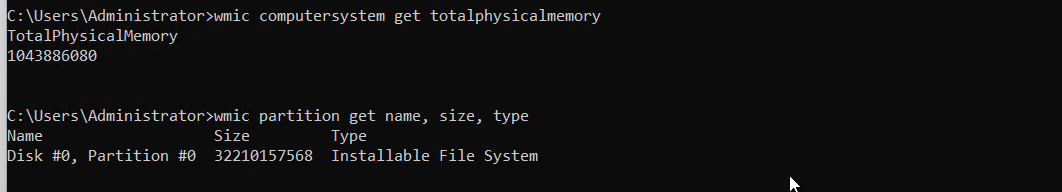 C:\Users\Administrator>wmic computersystem get totalphysicalmemory
TotalPhysicalMemory
1043886080
C:\Users\Administrator>wmic partition get name, size, type
Name Size Type
Disk #0, Partition #0 32210157568 Installable File System